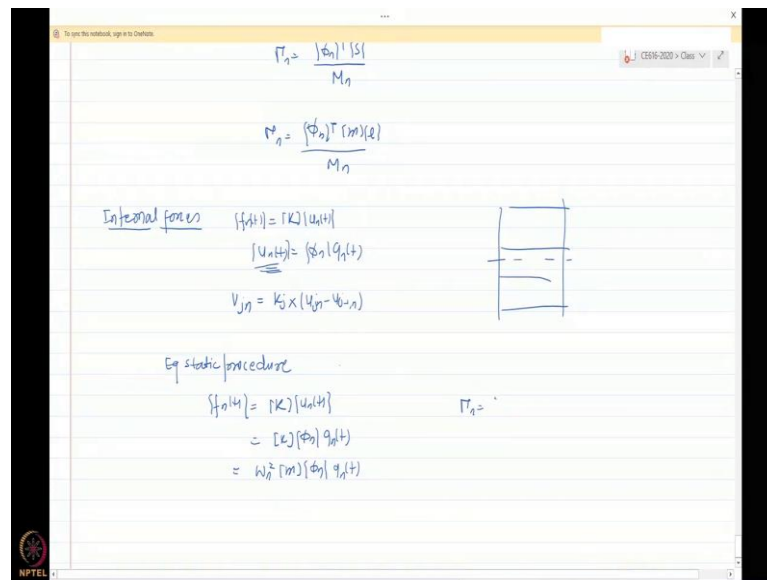 To sync this notebook, sign in to OneNote.
CE616-2020 > Class
Γn = {ϕn}ᵀ {S} / Mn
Γn = {ϕn}ᵀ [m]{l} / Mn
Internal forces {fn(t)} = [K]{un(t)}
{un(t)} = {ϕn} qn(t)
Vjn = Kj × (ujn - uj-1n)
Eq static procedure
{fn(t)} = [K]{un(t)}
Γn =
= [K]{ϕn} qn(t)
= Wn² [m]{ϕn} qn(t)
NPTEL